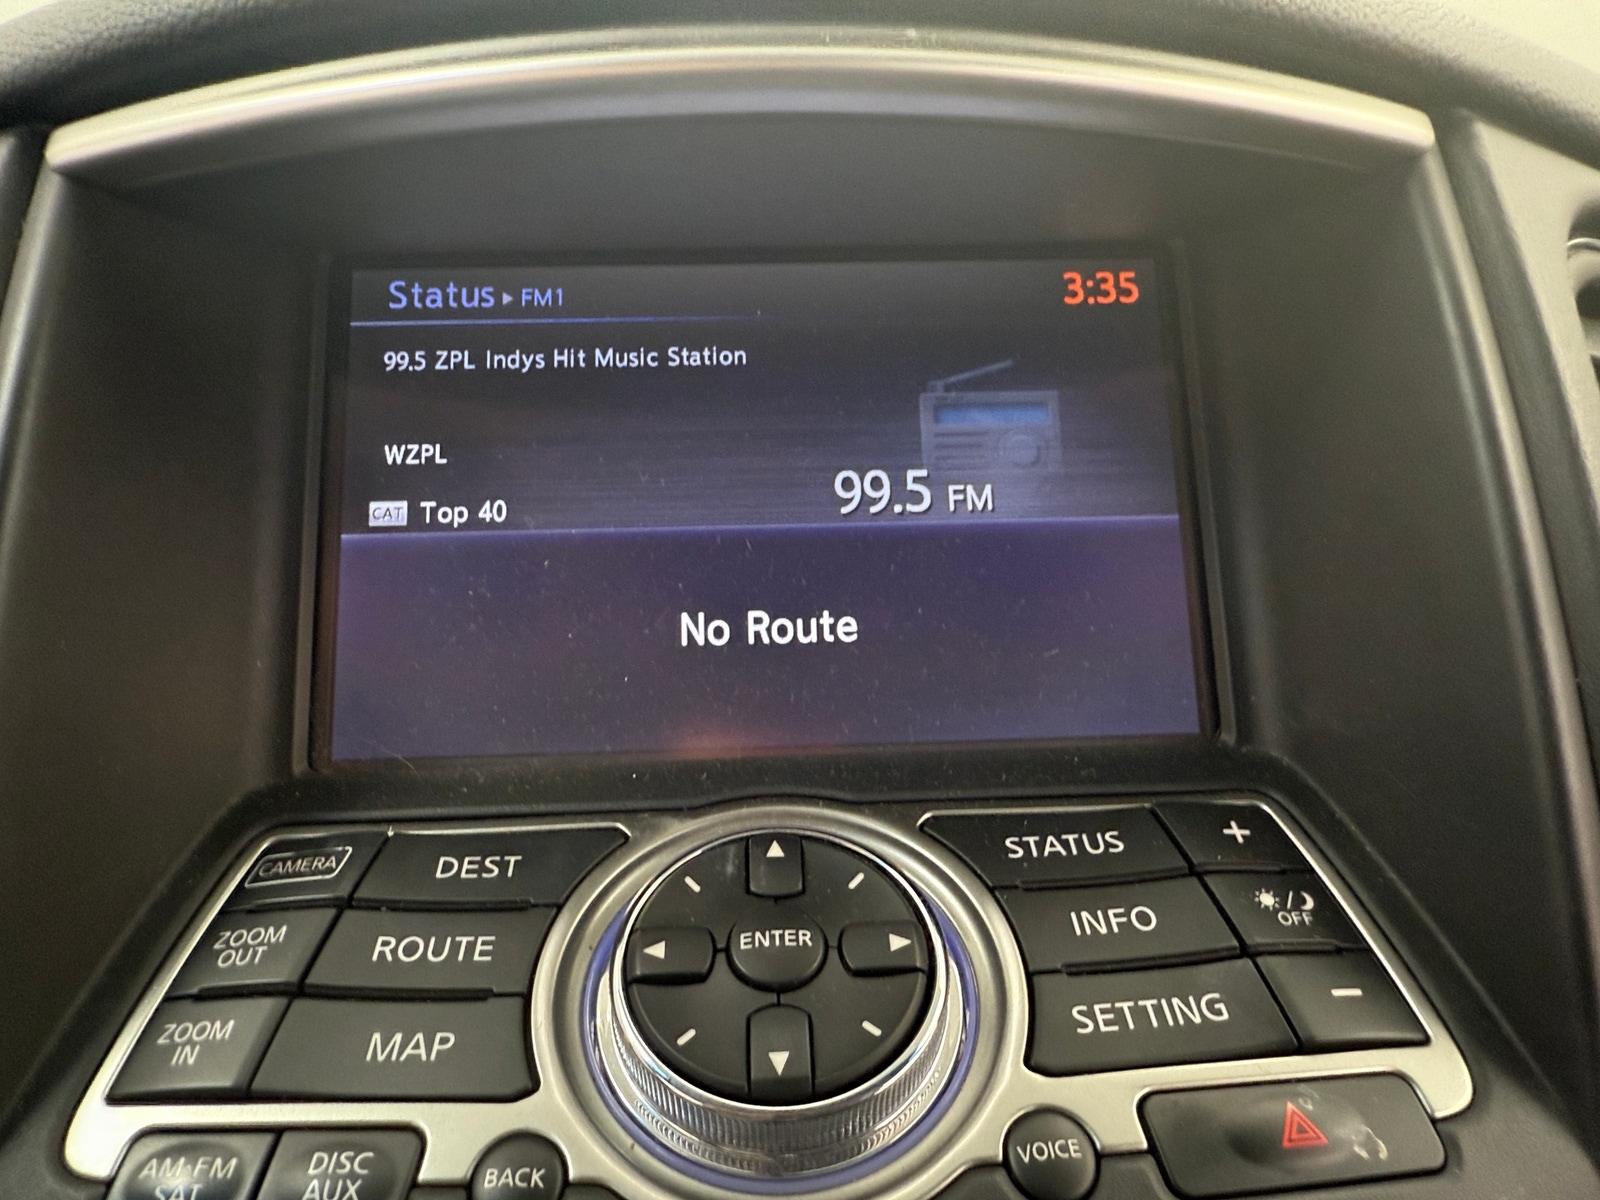 Status ▸ FM1
3:35
99.5 ZPL Indys Hit Music Station
WZPL
CAT Top 40
99.5 FM
No Route
CAMERA
DEST
ZOOM
OUT
ROUTE
ZOOM
IN
MAP
ENTER
STATUS
+
INFO
OFF
SETTING
−
AM·FM
SAT
DISC
AUX
BACK
VOICE